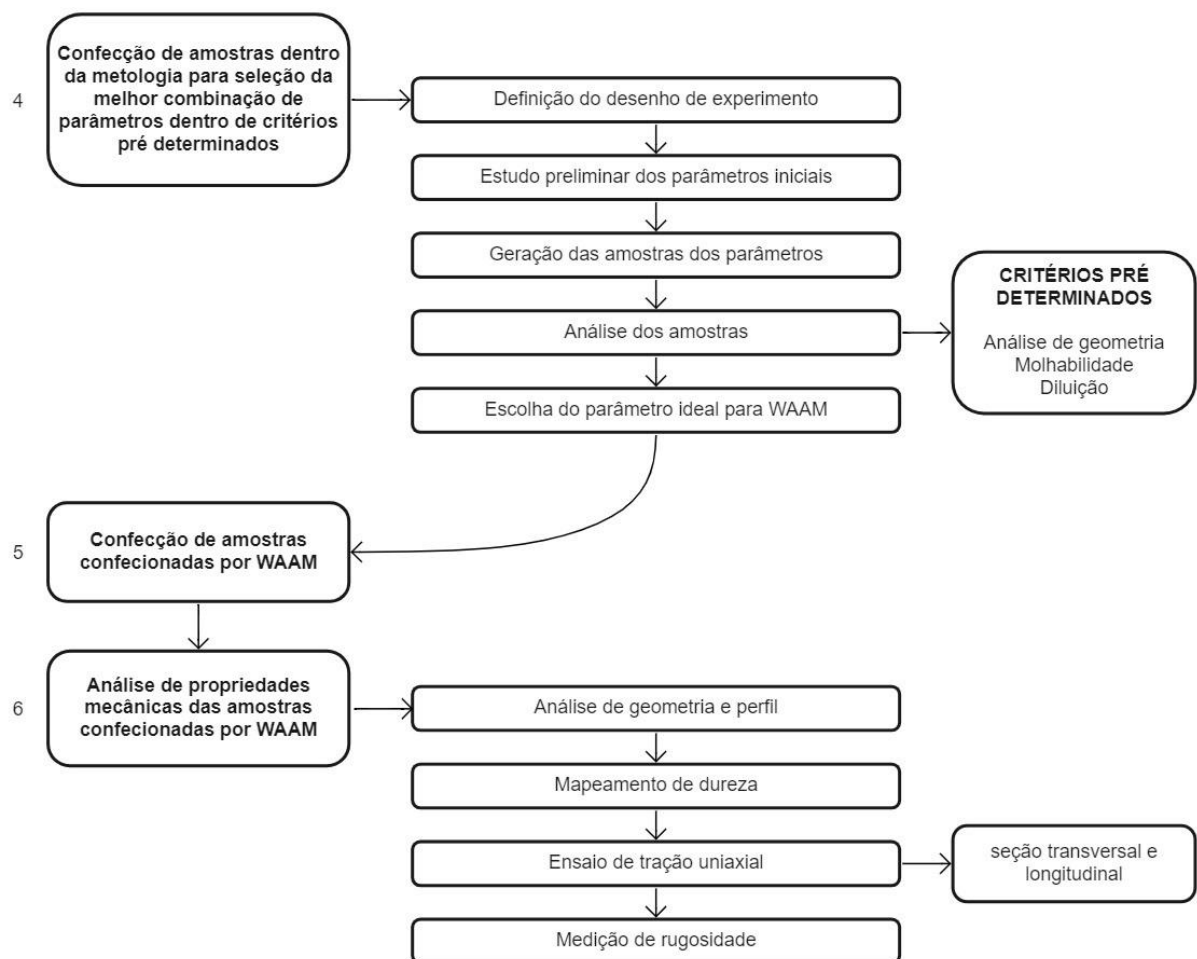 4
Confecção de amostras dentro
da metologia para seleção da
melhor combinação de
parâmetros dentro de critérios
pré determinados
Definição do desenho de experimento
Estudo preliminar dos parâmetros iniciais
Geração das amostras dos parâmetros
Análise dos amostras
CRITÉRIOS PRÉ
DETERMINADOS
Análise de geometria
Molhabilidade
Diluição
Escolha do parâmetro ideal para WAAM
5
Confecção de amostras
confecionadas por WAAM
6
Análise de propriedades
mecânicas das amostras
confecionadas por WAAM
Análise de geometria e perfil
Mapeamento de dureza
Ensaio de tração uniaxial
seção transversal e
longitudinal
Medição de rugosidade